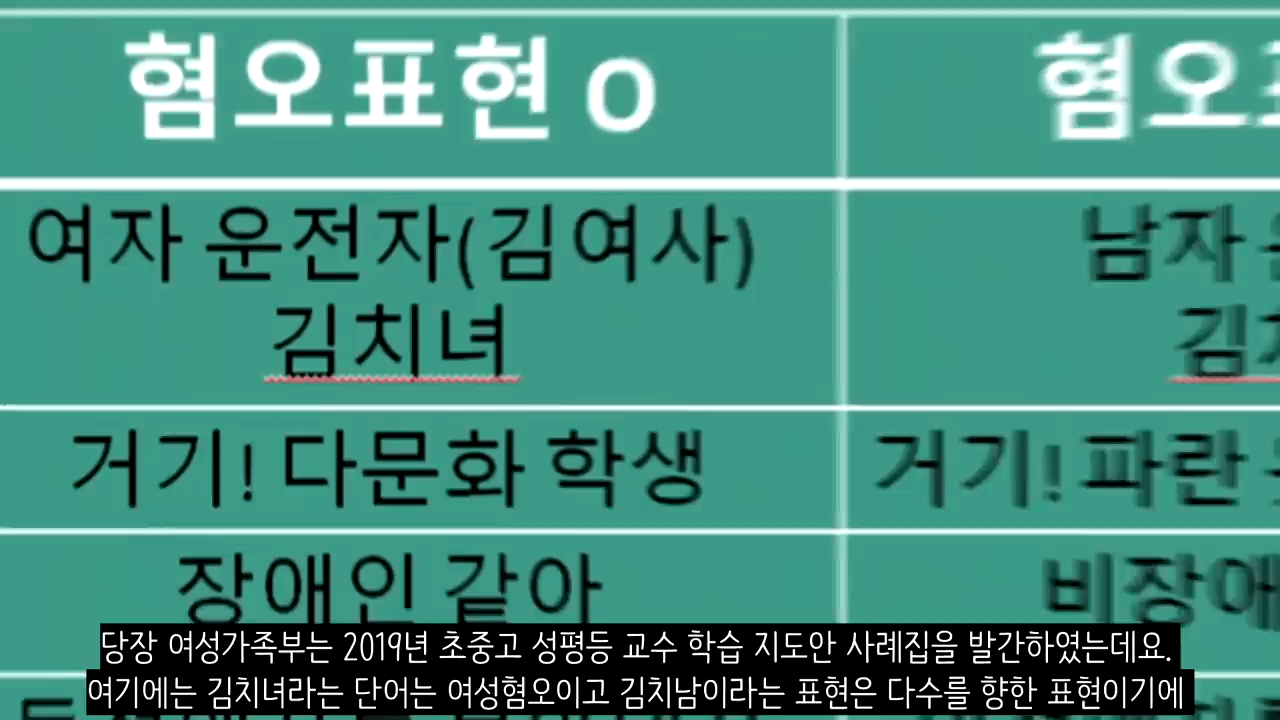 혐오표현 O
혐오
여자 운전자(김여사)
김치녀
남자
거기! 다문화 학생
거기! 파란
장애인 같아
당장 여성가족부는 2019년 초중고 성평등 교수 학습 지도안 사례집을 발간하였는데요.
여기에는 김치녀라는 단어는 여성혐오이고 김치남이라는 표현은 다수를 향한 표현이기에